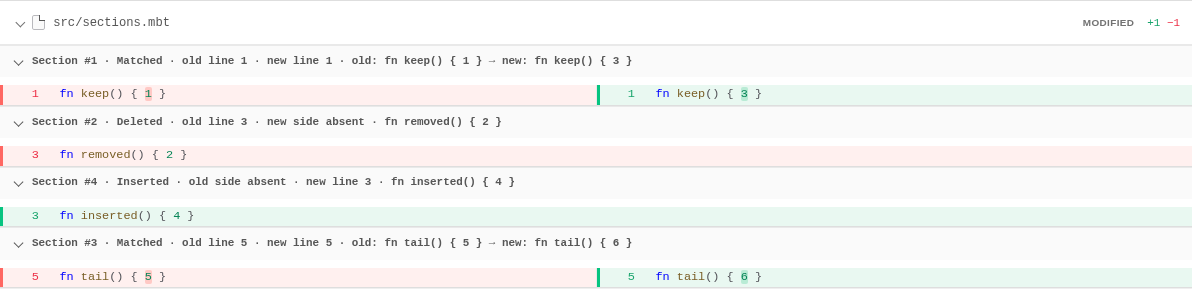 src/sections.mbt MODIFIED +1 −1
Section #1 · Matched · old line 1 · new line 1 · old: fn keep() { 1 } → new: fn keep() { 3 }
1 fn keep() { 1 } 1 fn keep() { 3 }
Section #2 · Deleted · old line 3 · new side absent · fn removed() { 2 }
3 fn removed() { 2 }
Section #4 · Inserted · old side absent · new line 3 · fn inserted() { 4 }
3 fn inserted() { 4 }
Section #3 · Matched · old line 5 · new line 5 · old: fn tail() { 5 } → new: fn tail() { 6 }
5 fn tail() { 5 } 5 fn tail() { 6 }